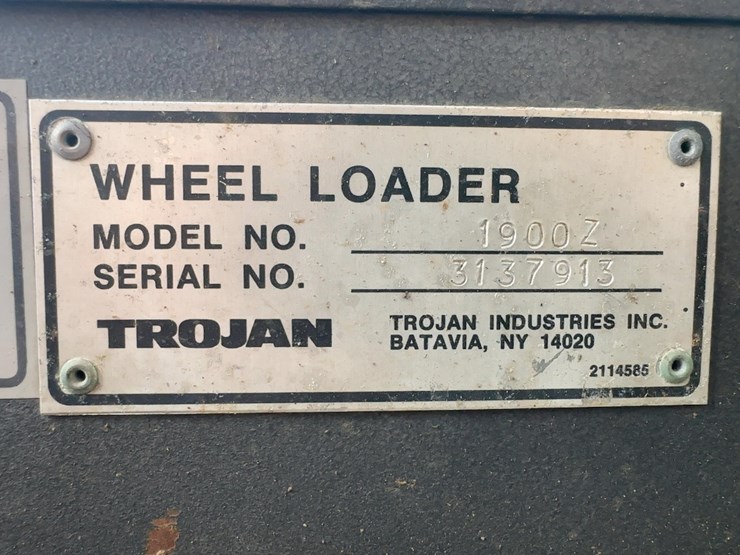 WHEEL LOADER
MODEL NO. 1900Z
SERIAL NO. 3137913
TROJAN
TROJAN INDUSTRIES INC.
BATAVIA, NY 14020
2114585